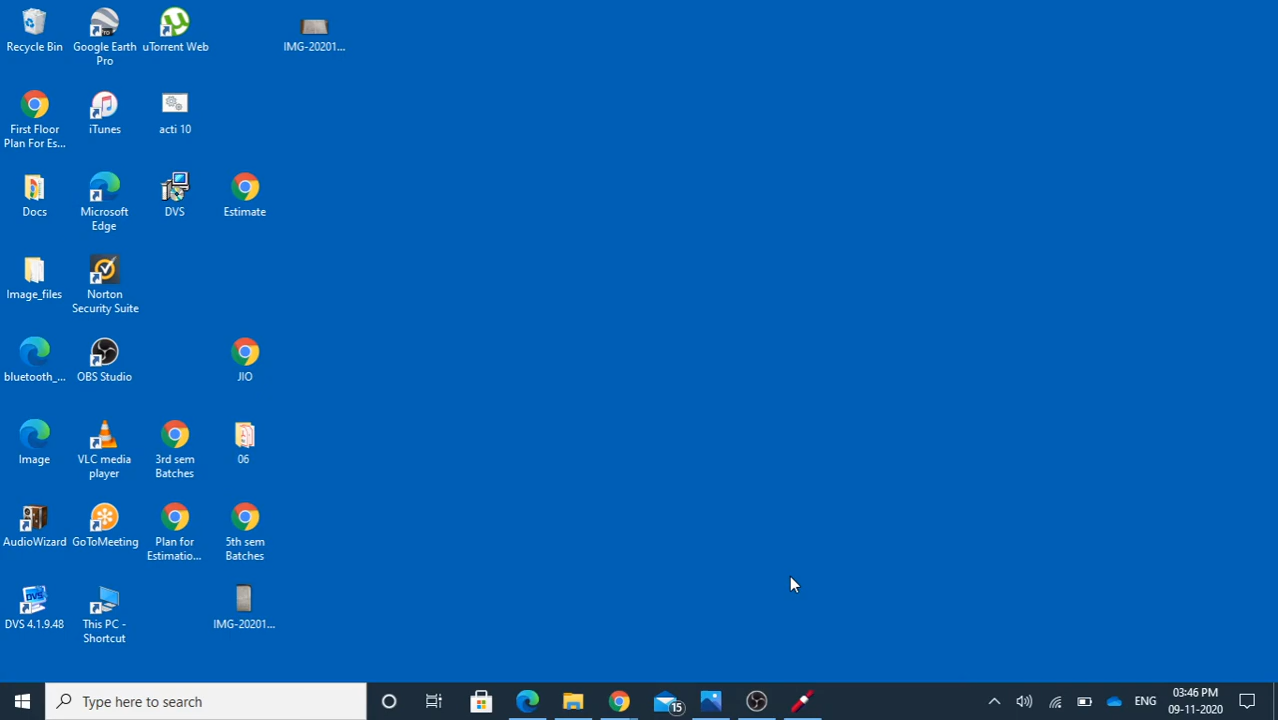 Recycle Bin
Google Earth
Pro
uTorrent Web
IMG-20201...
First Floor
Plan For Es...
iTunes
acti 10
Docs
Microsoft
Edge
DVS
Estimate
Image_files
Norton
Security Suite
bluetooth_...
OBS Studio
JIO
Image
VLC media
player
3rd sem
Batches
06
AudioWizard
GoToMeeting
Plan for
Estimatio...
5th sem
Batches
DVS 4.1.9.48
This PC -
Shortcut
IMG-20201...
Type here to search
15
ENG
03:46 PM
09-11-2020